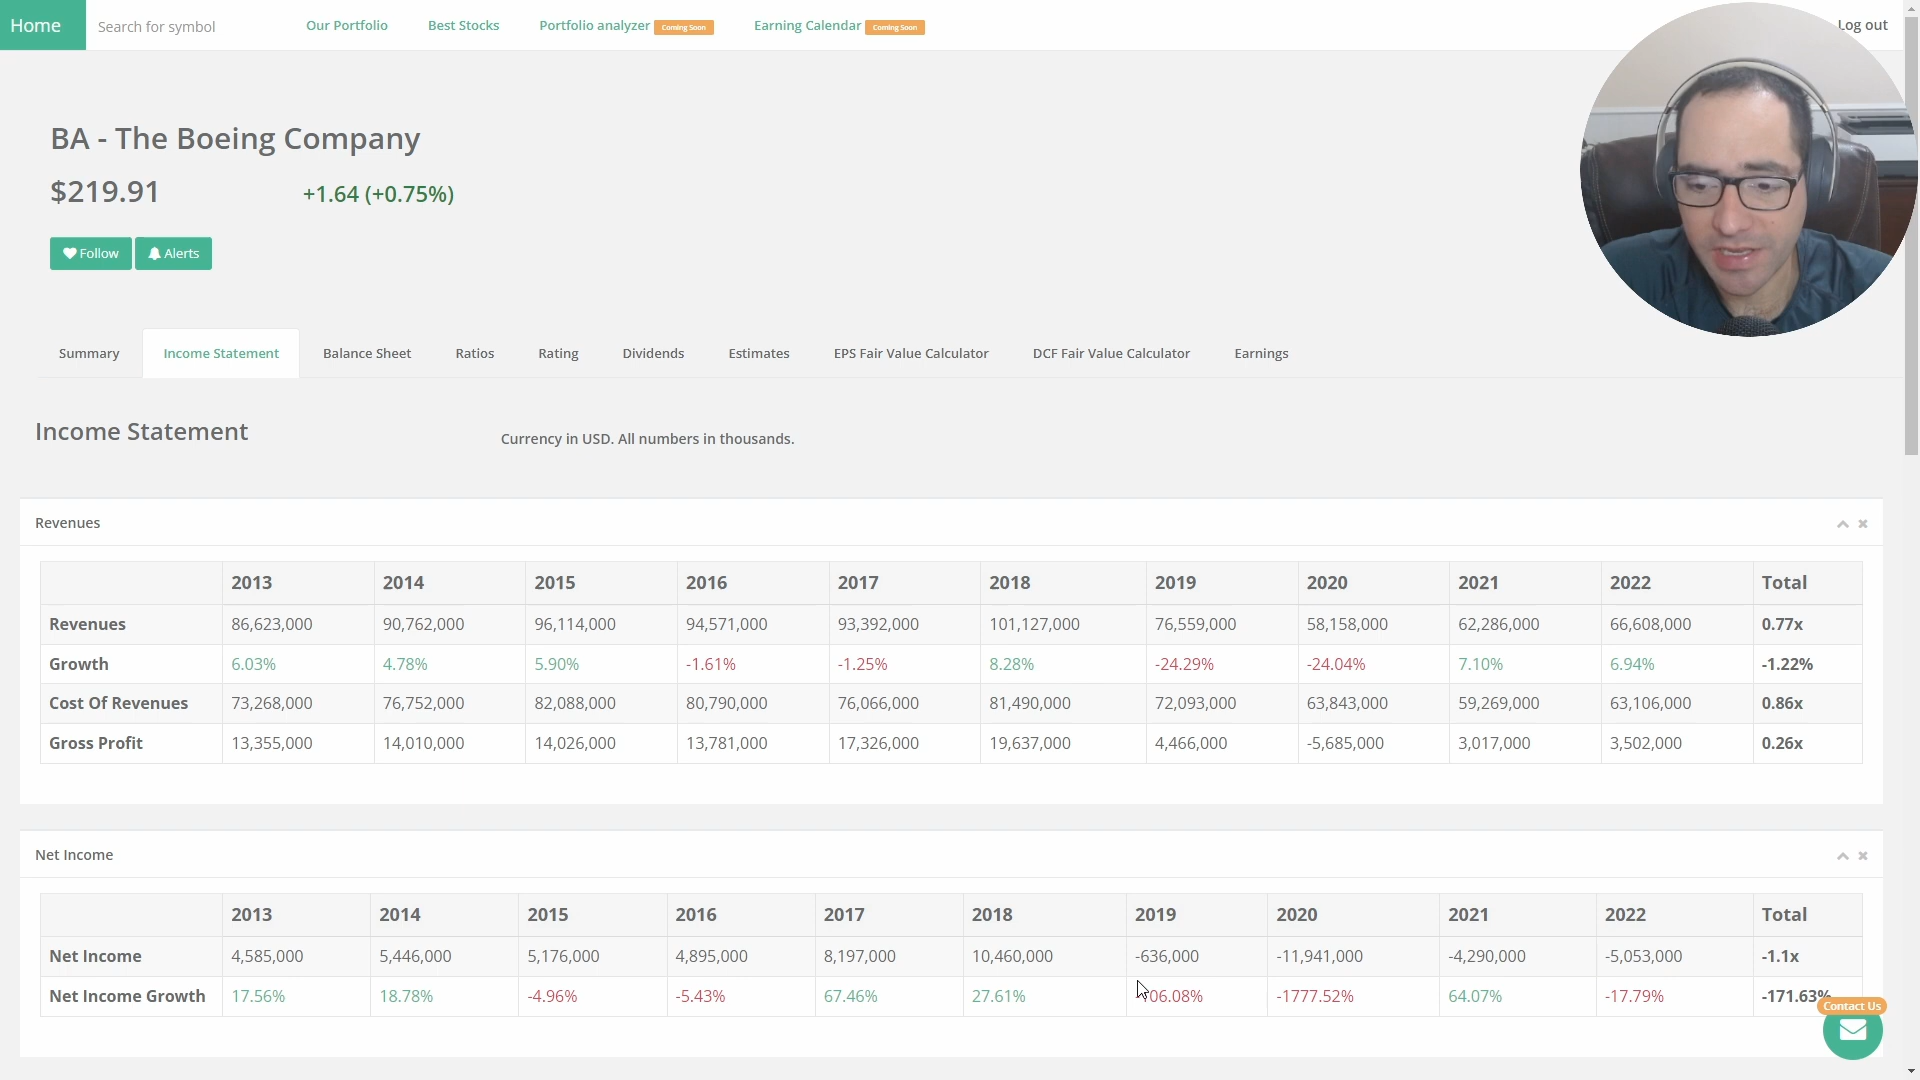 Home Search for symbol Our Portfolio Best Stocks Portfolio analyzer Coming Soon Earning Calendar Coming Soon Log out
BA - The Boeing Company
$219.91 +1.64 (+0.75%)
Follow Alerts
Summary Income Statement Balance Sheet Ratios Rating Dividends Estimates EPS Fair Value Calculator DCF Fair Value Calculator Earnings
Income Statement Currency in USD. All numbers in thousands.
Revenues
2013 2014 2015 2016 2017 2018 2019 2020 2021 2022 Total
Revenues 86,623,000 90,762,000 96,114,000 94,571,000 93,392,000 101,127,000 76,559,000 58,158,000 62,286,000 66,608,000 0.77x
Growth 6.03% 4.78% 5.90% -1.61% -1.25% 8.28% -24.29% -24.04% 7.10% 6.94% -1.22%
Cost Of Revenues 73,268,000 76,752,000 82,088,000 80,790,000 76,066,000 81,490,000 72,093,000 63,843,000 59,269,000 63,106,000 0.86x
Gross Profit 13,355,000 14,010,000 14,026,000 13,781,000 17,326,000 19,637,000 4,466,000 -5,685,000 3,017,000 3,502,000 0.26x
Net Income
2013 2014 2015 2016 2017 2018 2019 2020 2021 2022 Total
Net Income 4,585,000 5,446,000 5,176,000 4,895,000 8,197,000 10,460,000 -636,000 -11,941,000 -4,290,000 -5,053,000 -1.1x
Net Income Growth 17.56% 18.78% -4.96% -5.43% 67.46% 27.61% -1777.52% 64.07% -17.79% -171.63%
Contact Us